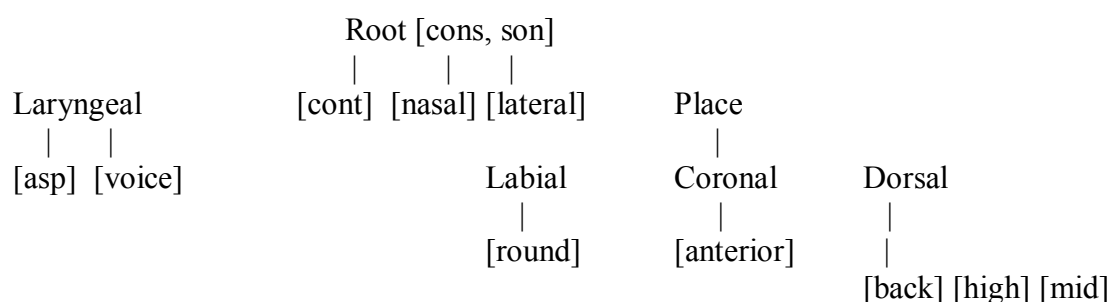 Root [cons, son]
Laryngeal [cont] [nasal] [lateral] Place
[asp] [voice] Labial Coronal Dorsal
[round] [anterior]
[back] [high] [mid]